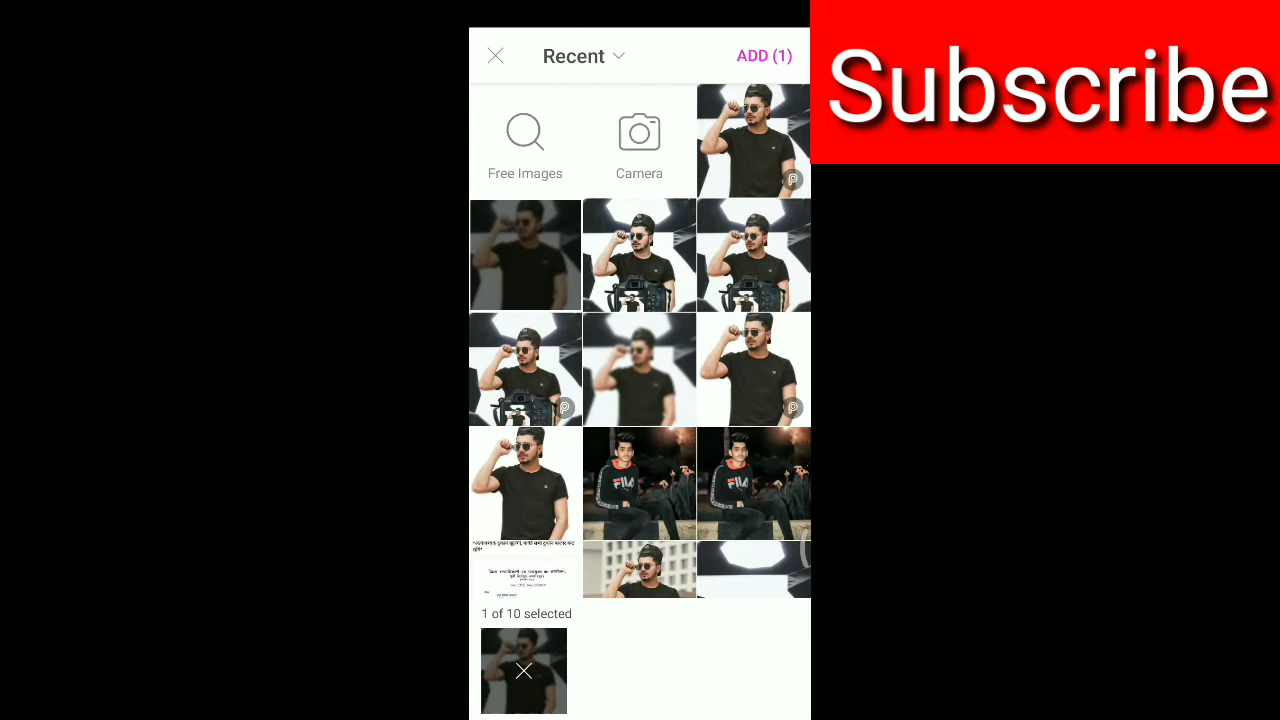 Recent
ADD (1)
Subscribe
Free Images
Camera
FILA
FILA
1 of 10 selected